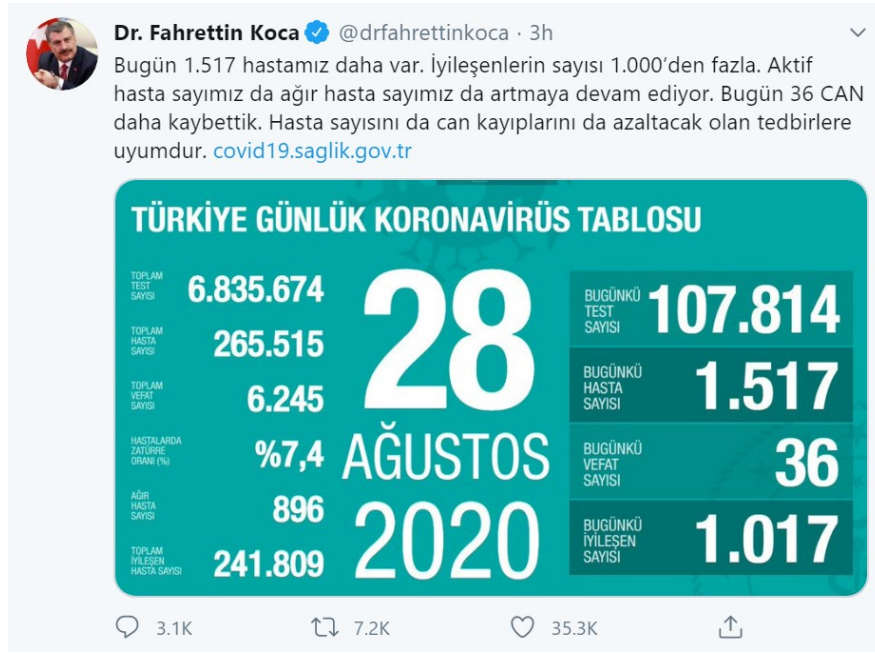 Dr. Fahrettin Koca @drfahrettinkoca · 3h
Bugün 1.517 hastamız daha var. İyileşenlerin sayısı 1.000’den fazla. Aktif
hasta sayımız da ağır hasta sayımız da artmaya devam ediyor. Bugün 36 CAN
daha kaybettik. Hasta sayısını da can kayıplarını da azaltacak olan tedbirlere
uyumdur. covid19.saglik.gov.tr
TÜRKİYE GÜNLÜK KORONAVİRÜS TABLOSU
TOPLAM
TEST
SAYISI
6.835.674
TOPLAM
HASTA
SAYISI
265.515
TOPLAM
VEFAT
SAYISI
6.245
HASTALARDA
ZATÜRRE
ORANI (%)
%7,4
AĞIR
HASTA
SAYISI
896
TOPLAM
İYİLEŞEN
HASTA SAYISI
241.809
28
AĞUSTOS
2020
BUGÜNKÜ
TEST
SAYISI
107.814
BUGÜNKÜ
HASTA
SAYISI
1.517
BUGÜNKÜ
VEFAT
SAYISI
36
BUGÜNKÜ
İYİLEŞEN
SAYISI
1.017
3.1K 7.2K 35.3K